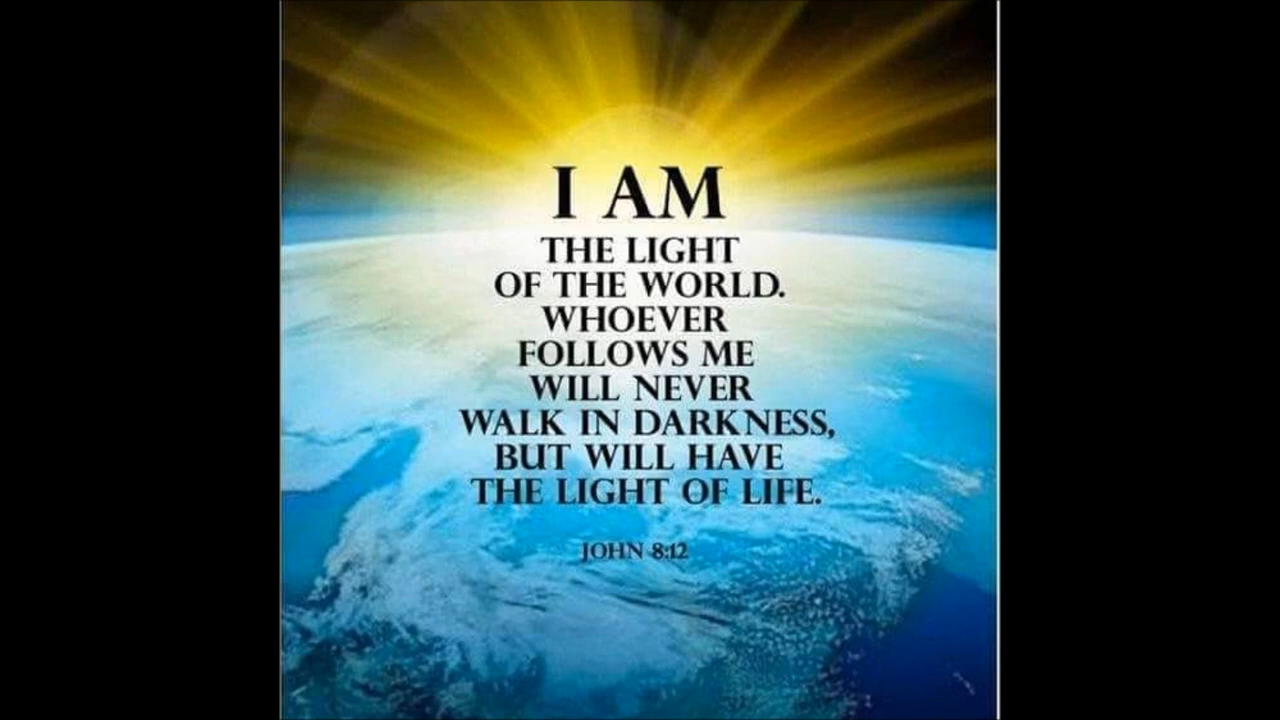 I AM
THE LIGHT
OF THE WORLD.
WHOEVER
FOLLOWS ME
WILL NEVER
WALK IN DARKNESS,
BUT WILL HAVE
THE LIGHT OF LIFE.
JOHN 8:12